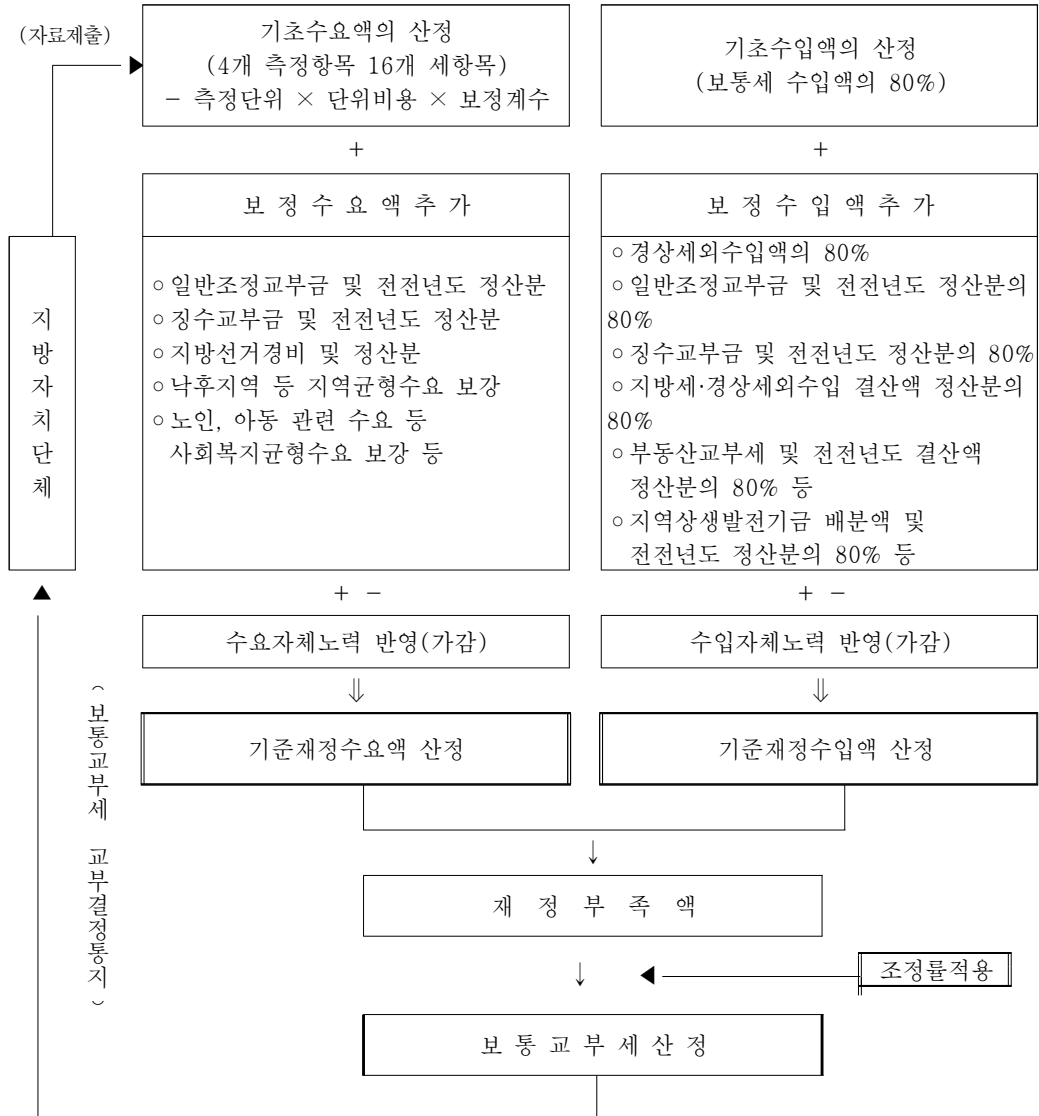 (자료제출)
기초수요액의 산정
(4개 측정항목 16개 세항목)
- 측정단위 × 단위비용 × 보정계수
기초수입액의 산정
(보통세 수입액의 80%)
+
+
보 정 수 요 액 추 가
보 정 수 입 액 추 가
지방자치단체
○ 일반조정교부금 및 전전년도 정산분
○ 징수교부금 및 전전년도 정산분
○ 지방선거경비 및 정산분
○ 낙후지역 등 지역균형수요 보강
○ 노인, 아동 관련 수요 등
사회복지균형수요 보강 등
○ 경상세외수입액의 80%
○ 일반조정교부금 및 전전년도 정산분의
80%
○ 징수교부금 및 전전년도 정산분의 80%
○ 지방세·경상세외수입 결산액 정산분의
80%
○ 부동산교부세 및 전전년도 결산액
정산분의 80% 등
○ 지역상생발전기금 배분액 및
전전년도 정산분의 80% 등
+ -
+ -
수요자체노력 반영(가감)
수입자체노력 반영(가감)
⇓
⇓
기준재정수요액 산정
기준재정수입액 산정
(보통교부세 교부결정통지)
↓
재 정 부 족 액
↓
조정률적용
보 통 교 부 세 산 정